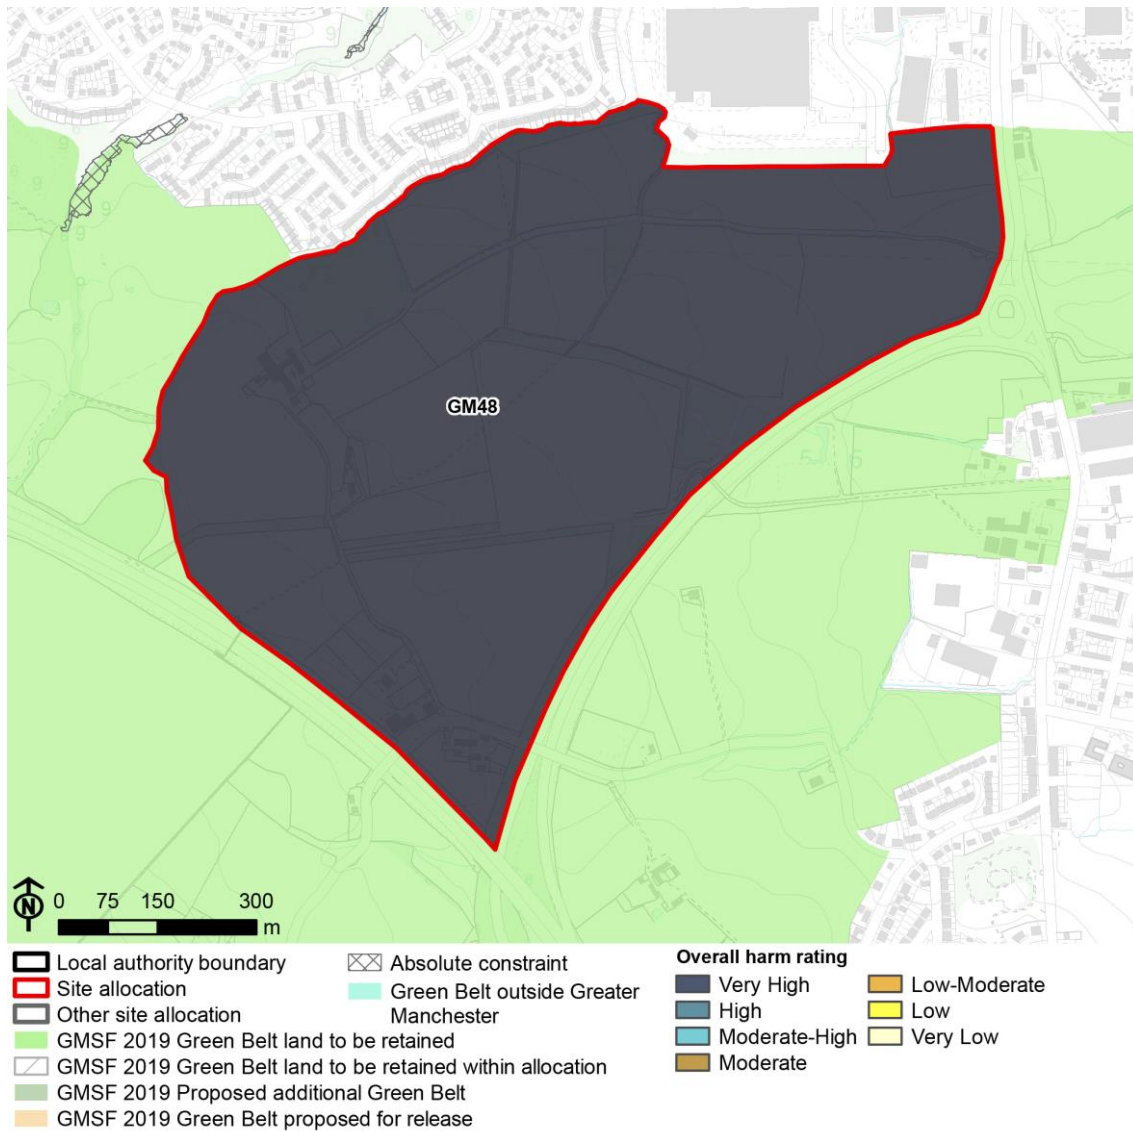 GM48
N
0 75 150 300
m
Local authority boundary
Site allocation
Other site allocation
GMSF 2019 Green Belt land to be retained
GMSF 2019 Green Belt land to be retained within allocation
GMSF 2019 Proposed additional Green Belt
GMSF 2019 Green Belt proposed for release
Absolute constraint
Green Belt outside Greater
Manchester
Overall harm rating
Very High
High
Moderate-High
Moderate
Low-Moderate
Low
Very Low